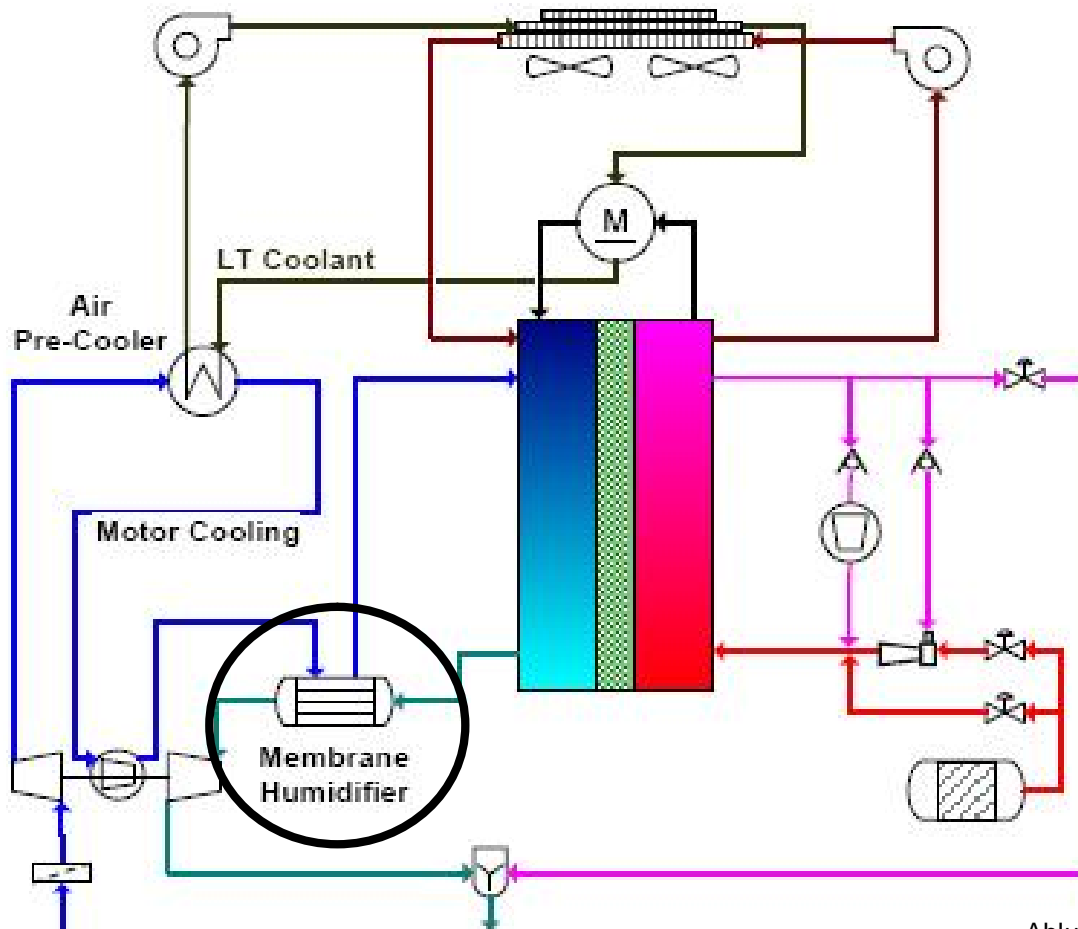 M
LT Coolant
Air
Pre-Cooler
Motor Cooling
Membrane
Humidifier